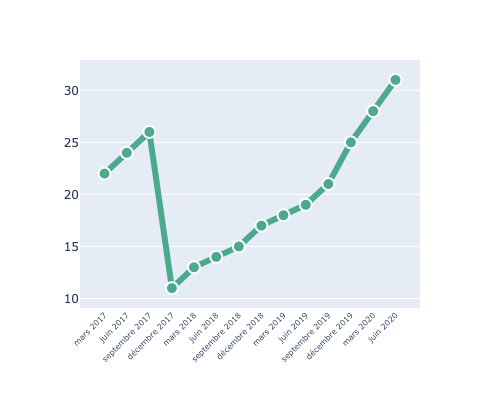 30
25
20
15
10
mars 2017
juin 2017
septembre 2017
décembre 2017
mars 2018
juin 2018
septembre 2018
décembre 2018
mars 2019
juin 2019
septembre 2019
décembre 2019
mars 2020
juin 2020